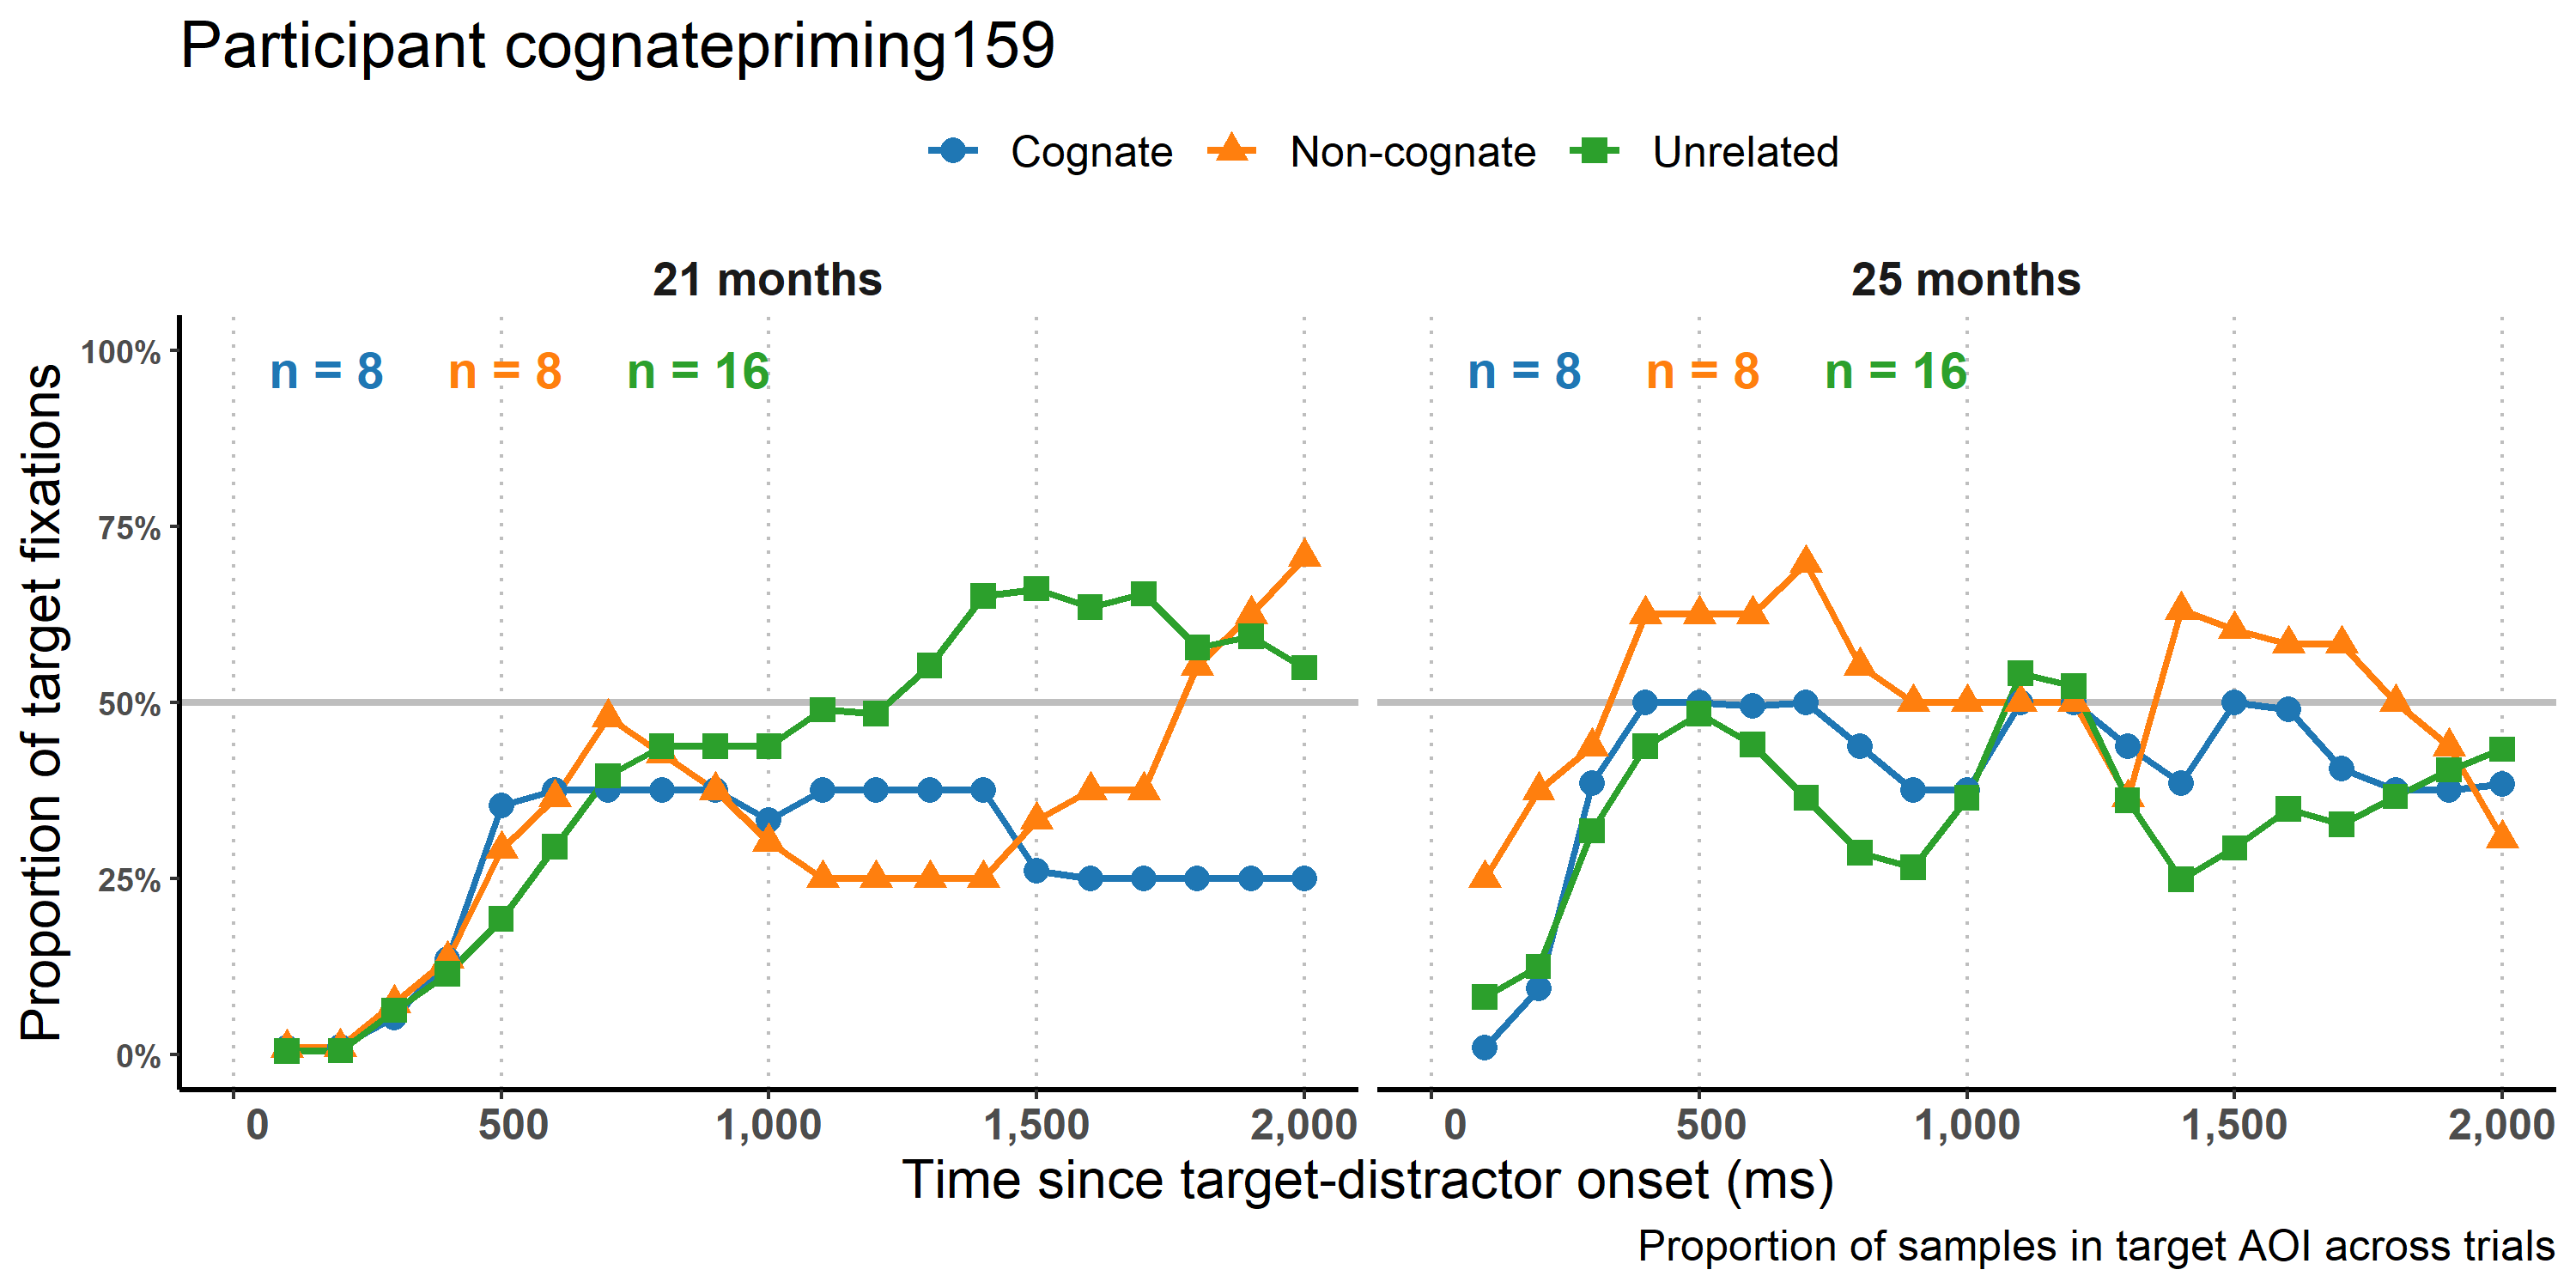 Participant cognatepriming159
Cognate Non-cognate Unrelated
21 months 25 months
n = 8 n = 8 n = 16 n = 8 n = 8 n = 16
Proportion of target fixations
100%
75%
50%
25%
0%
0 500 1,000 1,500 2,000 0 500 1,000 1,500 2,000
Time since target-distractor onset (ms)
Proportion of samples in target AOI across trials